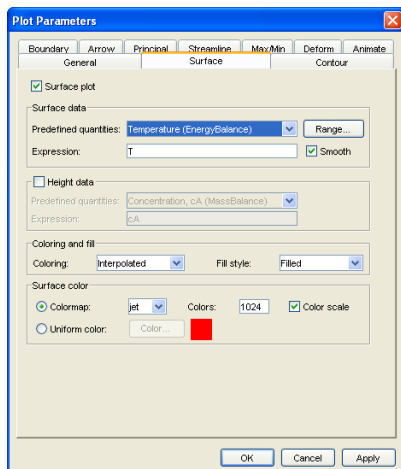 Plot Parameters
Boundary Arrow Principal Streamline Max/Min Deform Animate
General Surface Contour
Surface plot
Surface data
Predefined quantities: Temperature (EnergyBalance) Range...
Expression: T Smooth
Height data
Predefined quantities: Concentration, cA (MassBalance)
Expression: cA
Coloring and fill
Coloring: Interpolated Fill style: Filled
Surface color
Colormap: jet Colors: 1024 Color scale
Uniform color: Color...
OK Cancel Apply